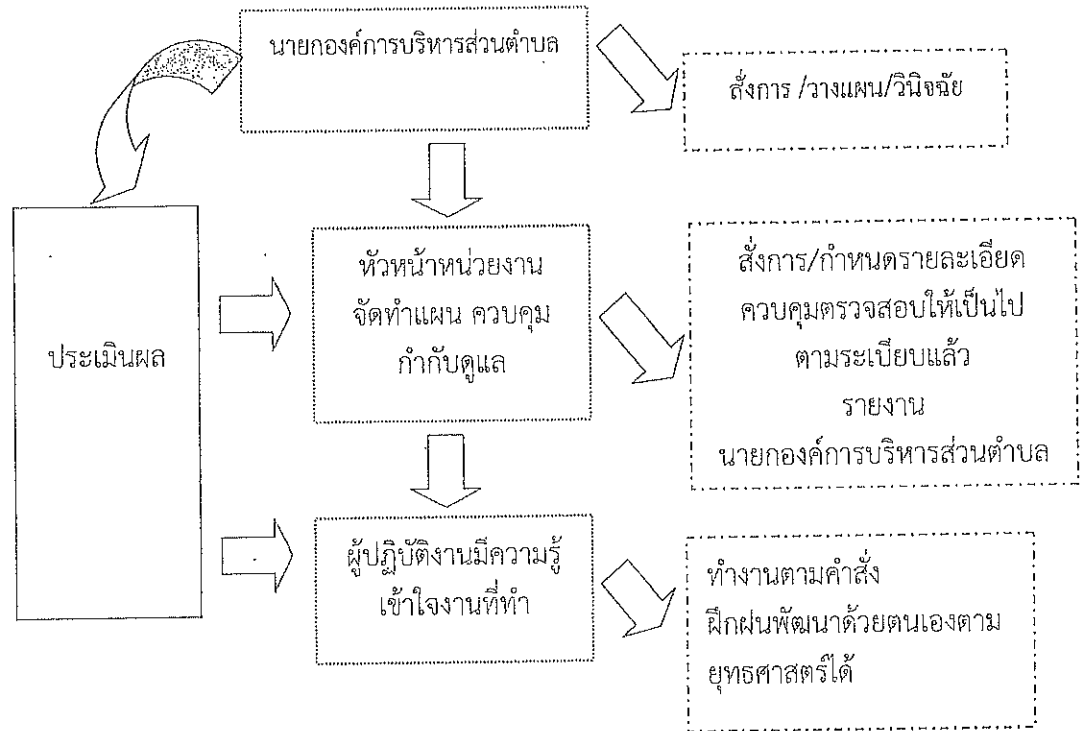 นายกองค์การบริหารส่วนตำบล
สั่งการ /วางแผน/วินิจฉัย
ประเมินผล
หัวหน้าหน่วยงาน
จัดทำแผน ควบคุม
กำกับดูแล
สั่งการ/กำหนดรายละเอียด
ควบคุมตรวจสอบให้เป็นไป
ตามระเบียบแล้ว
รายงาน
นายกองค์การบริหารส่วนตำบล
ผู้ปฏิบัติงานมีความรู้
เข้าใจงานที่ทำ
ทำงานตามคำสั่ง
ฝึกฝนพัฒนาด้วยตนเองตาม
ยุทธศาสตร์ได้